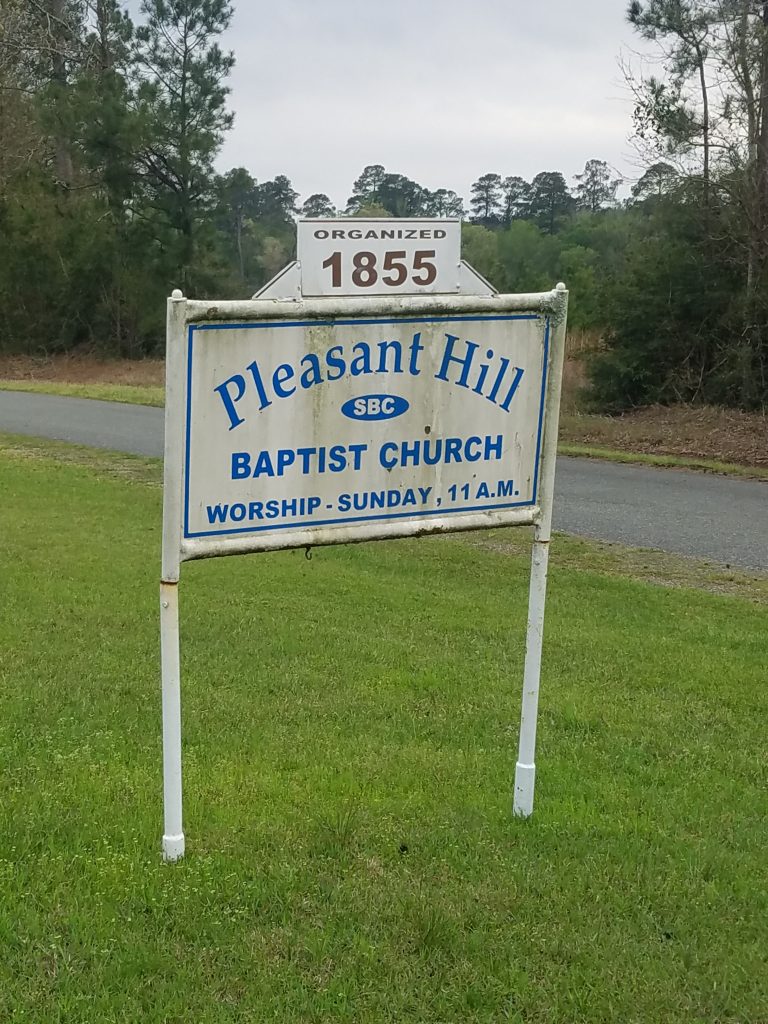 ORGANIZED
1855
Pleasant Hill
SBC
BAPTIST CHURCH
WORSHIP - SUNDAY, 11 A.M.